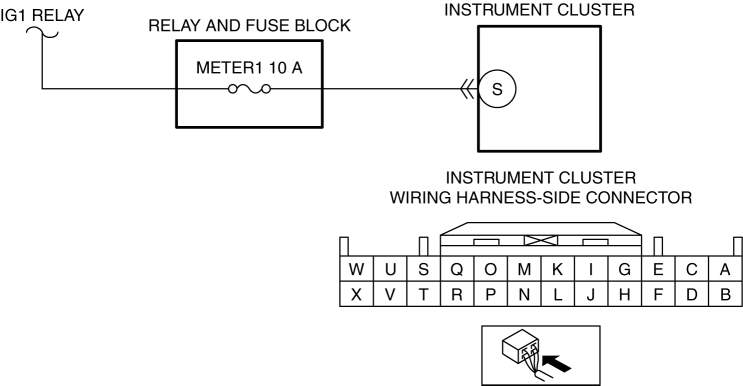 IG1 RELAY
RELAY AND FUSE BLOCK
INSTRUMENT CLUSTER
METER1 10 A
S
INSTRUMENT CLUSTER
WIRING HARNESS-SIDE CONNECTOR
W U S Q O M K I G E C A
X V T R P N L J H F D B